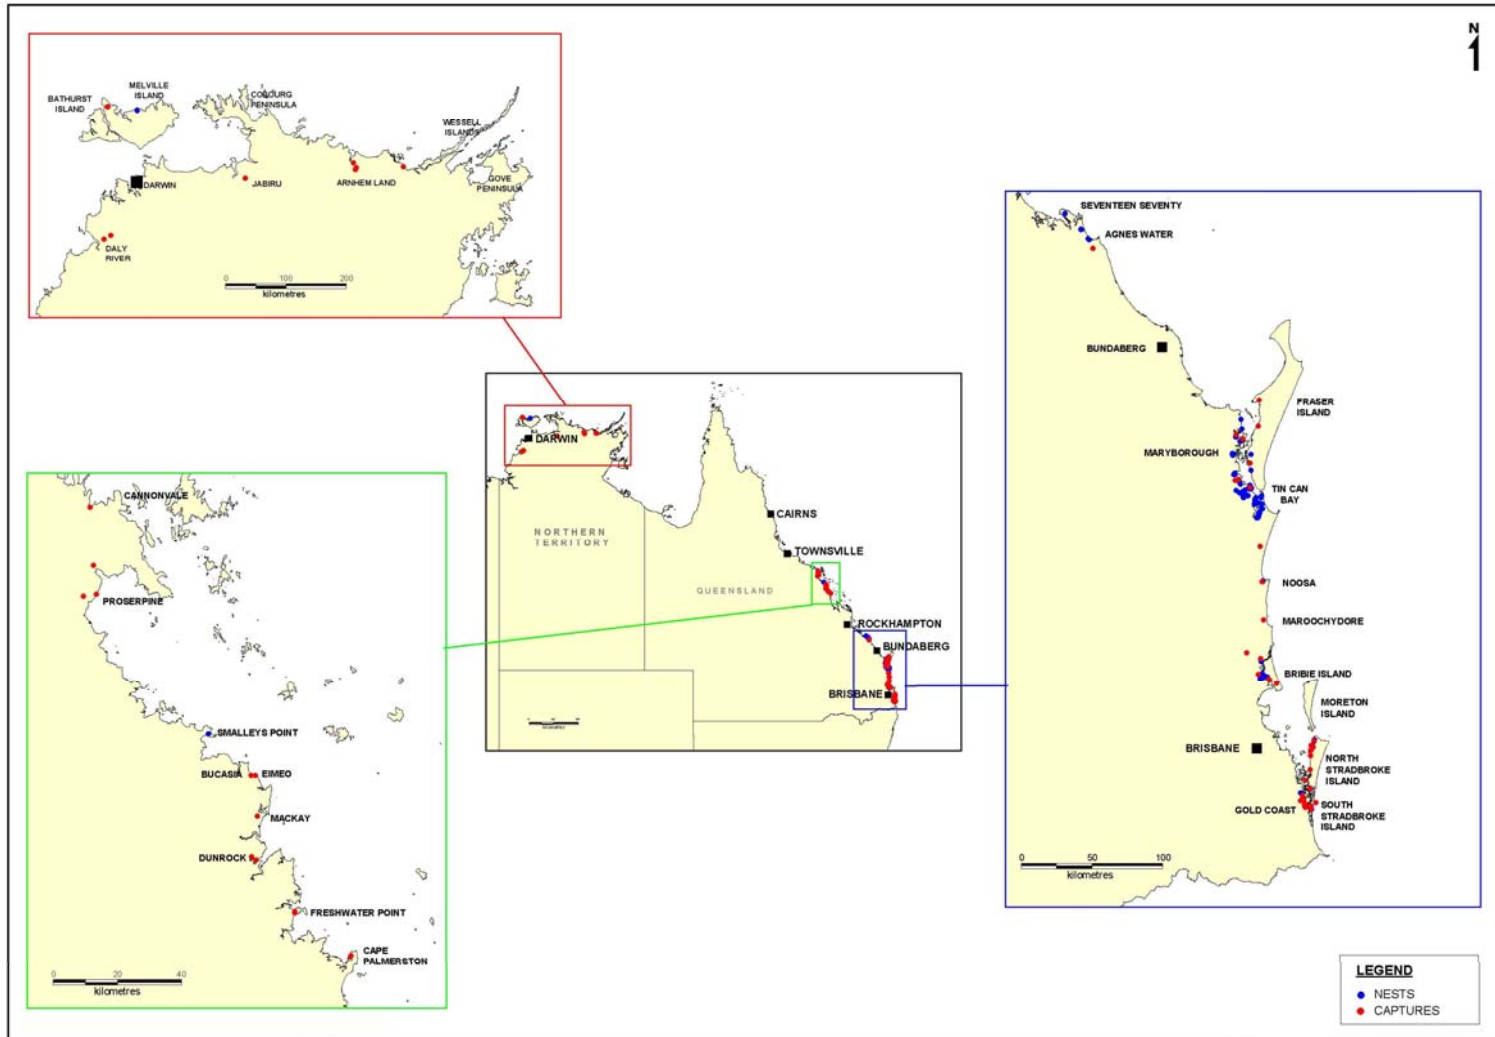 N
BATHURST
ISLAND
MELVILLE
ISLAND
COBOURG
PENINSULA
WESSELL
ISLANDS
DARWIN
JABIRU
ARNHEM LAND
GOVE
PENINSULA
DALY
RIVER
0 100 200
kilometres
SEVENTEEN SEVENTY
AGNES WATER
BUNDABERG
FRASER
ISLAND
MARYBOROUGH
TIN CAN
BAY
NOOSA
MAROOCHYDORE
BRIBIE ISLAND
MORETON
ISLAND
BRISBANE
NORTH
STRADBROKE
ISLAND
GOLD COAST
SOUTH
STRADBROKE
ISLAND
0 50 100
kilometres
DARWIN
NORTHERN
TERRITORY
CAIRNS
TOWNSVILLE
QUEENSLAND
ROCKHAMPTON
BUNDABERG
BRISBANE
CANNONVALE
PROSERPINE
SMALLEYS POINT
BUCASIA
EIMEO
MACKAY
DUNROCK
FRESHWATER POINT
CAPE
PALMERSTON
0 20 40
kilometres
LEGEND
NESTS
CAPTURES